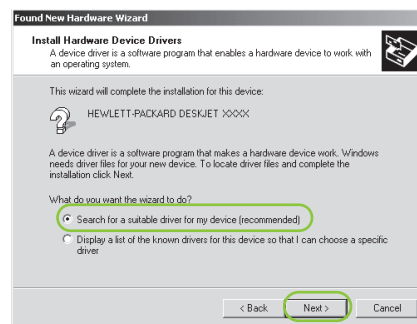 Found New Hardware Wizard
Install Hardware Device Drivers
A device driver is a software program that enables a hardware device to work with
an operating system.
This wizard will complete the installation for this device:
HEWLETT-PACKARD DESKJET XXXX
A device driver is a software program that makes a hardware device work. Windows
needs driver files for your new device. To locate driver files and complete the
installation click Next.
What do you want the wizard to do?
Search for a suitable driver for my device (recommended)
Display a list of the known drivers for this device so that I can choose a specific
driver
< Back
Next >
Cancel